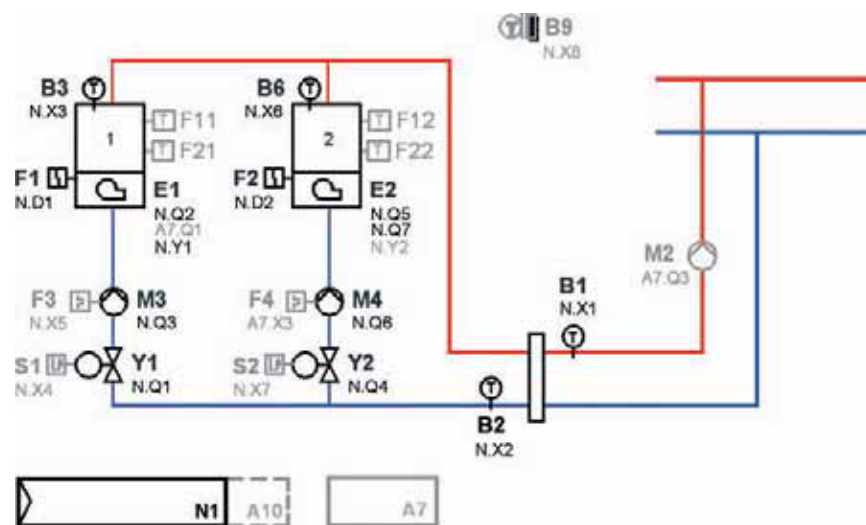 T B9
N.X8
B3 T
N.X3
B6 T
N.X6
1
T F11
T F21
2
T F12
T F22
F1
N.D1
E1
N.Q2
A7.Q1
N.Y1
F2
N.D2
E2
N.Q5
N.Q7
N.Y2
M2
A7.Q3
F3
N.X5
M3
N.Q3
F4
A7.X3
M4
N.Q6
B1
N.X1
T
S1
N.X4
Y1
N.Q1
S2
N.X7
Y2
N.Q4
T
B2
N.X2
N1
A10
A7